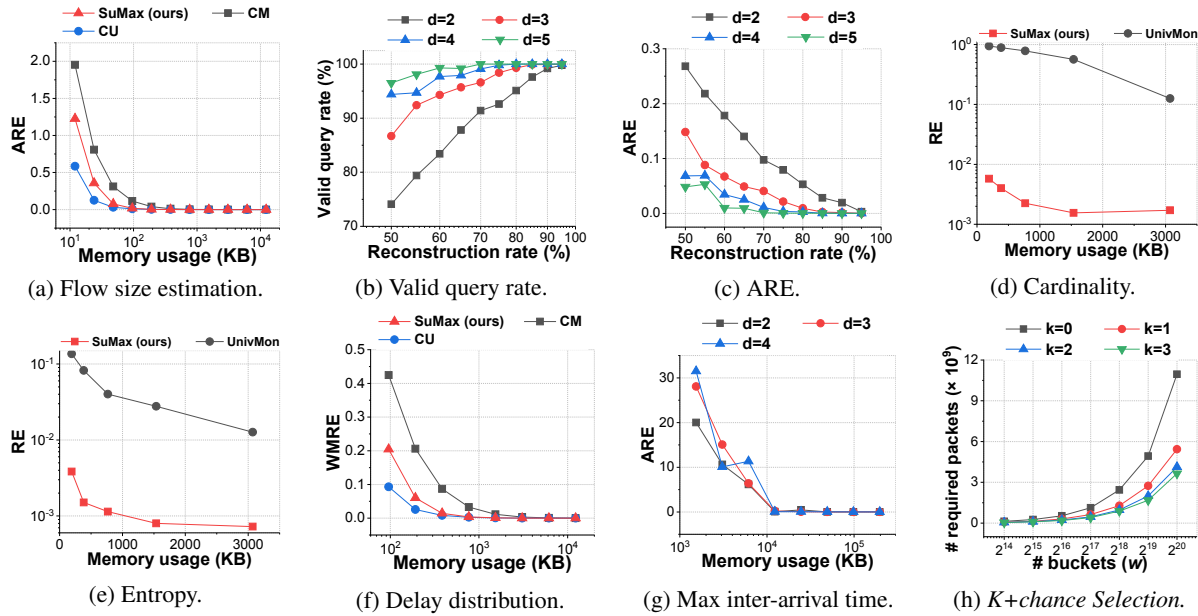 SuMax (ours) CM
CU
2.0
1.5
1.0
0.5
0.0
ARE
10^1 10^2 10^3 10^4
Memory usage (KB)
(a) Flow size estimation.
d=2 d=3
d=4 d=5
100
90
80
70
Valid query rate (%)
50 60 70 80 90 100
Reconstruction rate (%)
(b) Valid query rate.
d=2 d=3
d=4 d=5
0.3
0.2
0.1
0.0
ARE
50 60 70 80 90 100
Reconstruction rate (%)
(c) ARE.
SuMax (ours) UnivMon
10^0
10^-1
10^-2
10^-3
RE
0 1000 2000 3000
Memory usage (KB)
(d) Cardinality.
SuMax (ours) UnivMon
10^-1
10^-2
10^-3
RE
0 1000 2000 3000
Memory usage (KB)
(e) Entropy.
SuMax (ours) CM
CU
0.5
0.4
0.3
0.2
0.1
0.0
WMRE
10^2 10^3 10^4
Memory usage (KB)
(f) Delay distribution.
d=2 d=3
d=4
30
20
10
0
ARE
10^3 10^4 10^5
Memory usage (KB)
(g) Max inter-arrival time.
k=0 k=1
k=2 k=3
12
9
6
3
0
# required packets (× 10^9)
2^14 2^15 2^16 2^17 2^18 2^19 2^20
# buckets (w)
(h) K+chance Selection.